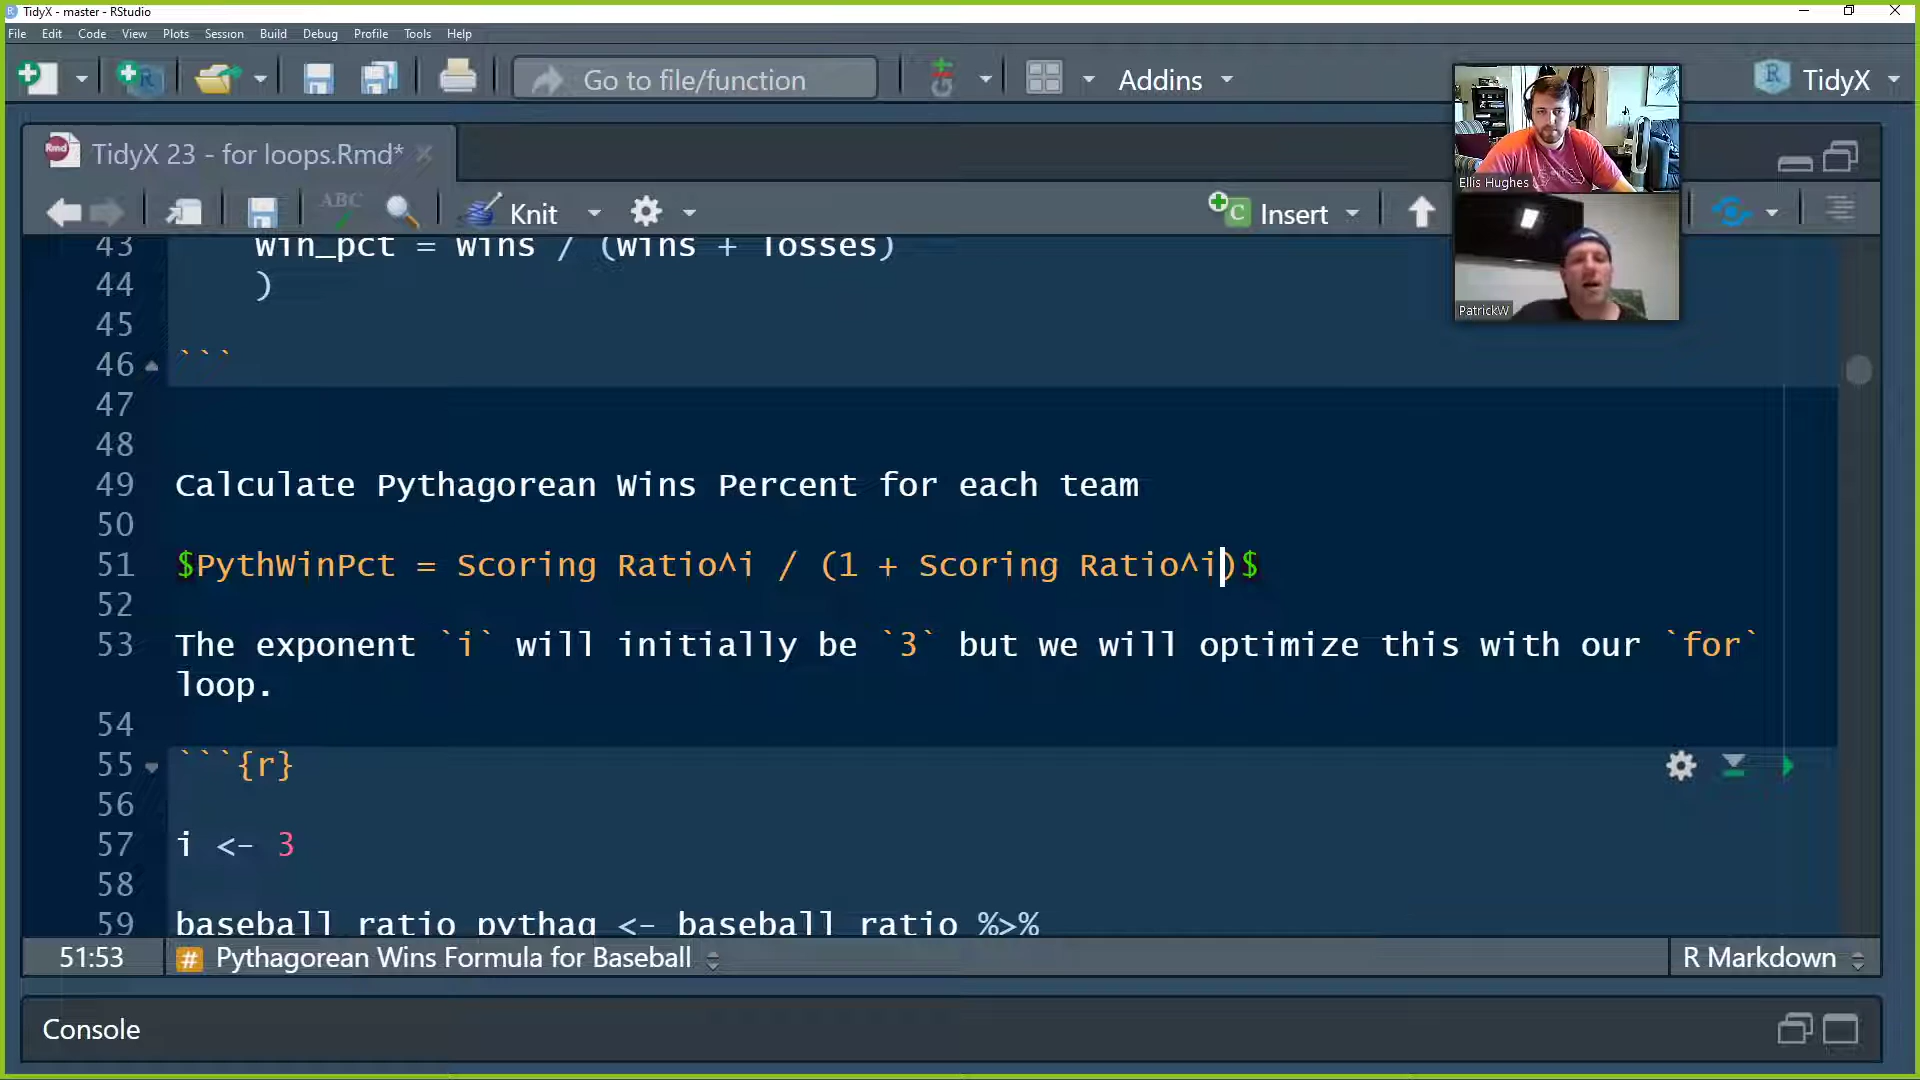 TidyX - master - RStudio
File Edit Code View Plots Session Build Debug Profile Tools Help
Go to file/function
Addins
TidyX
TidyX 23 - for loops.Rmd*
ABC
Knit
Insert
Ellis Hughes
PatrickW
43 win_pct = wins / (wins + losses)
44 )
45
46 ```
47
48
49 Calculate Pythagorean Wins Percent for each team
50
51 $PythWinPct = Scoring Ratio^i / (1 + Scoring Ratio^i)$
52
53 The exponent `i` will initially be `3` but we will optimize this with our `for`
loop.
54
55 ```{r}
56
57 i <- 3
58
59 baseball_ratio_pythag <- baseball_ratio %>%
51:53 # Pythagorean Wins Formula for Baseball R Markdown
Console